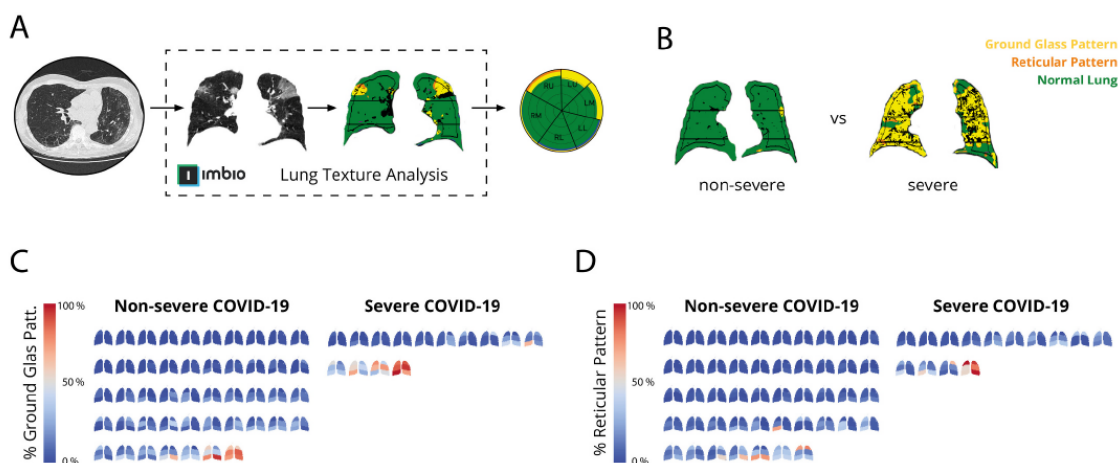 A
RU
LU
RM
LM
RL
LL
I imbio
Lung Texture Analysis
B
Ground Glass Pattern
Reticular Pattern
Normal Lung
vs
non-severe
severe
C
% Ground Glas Patt.
100 %
50 %
0 %
Non-severe COVID-19
Severe COVID-19
D
% Reticular Pattern
100 %
50 %
0 %
Non-severe COVID-19
Severe COVID-19